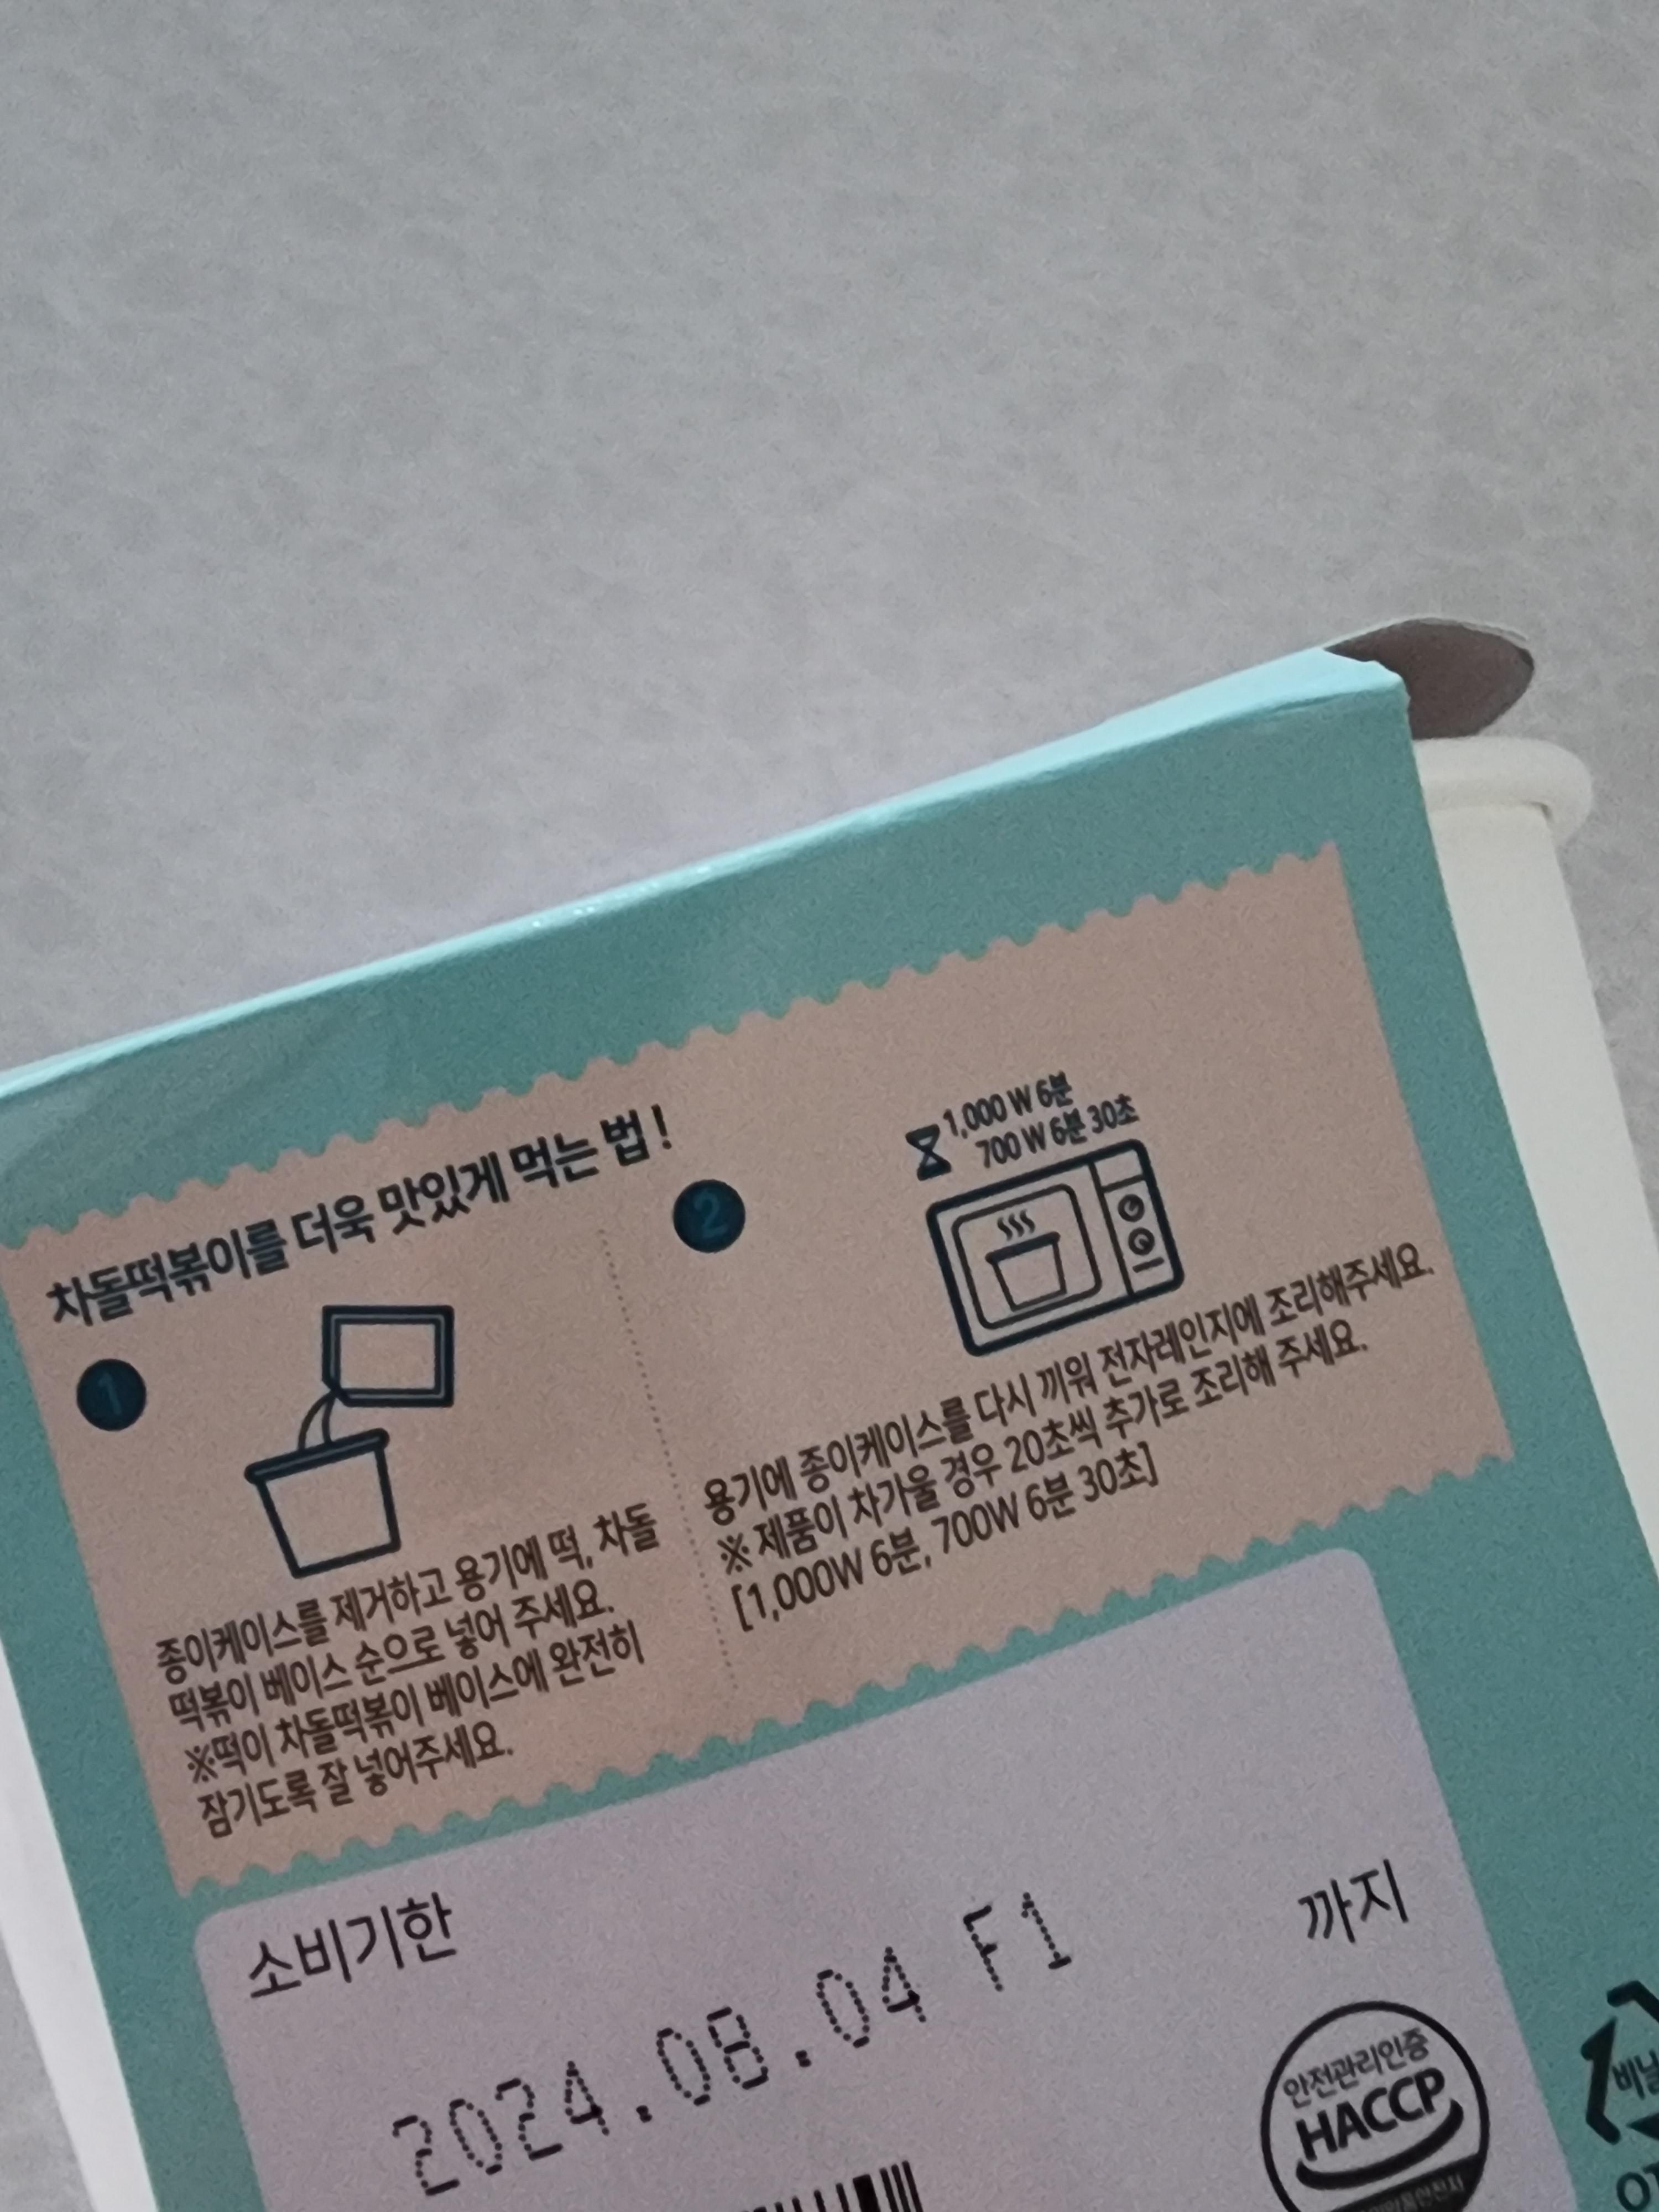 차돌떡볶이를 더욱 맛있게 먹는 법 !
1
종이케이스를 제거하고 용기에 떡, 차돌
떡볶이 베이스 순으로 넣어 주세요.
※떡이 차돌떡볶이 베이스에 완전히
잠기도록 잘 넣어주세요.
2
1,000 W 6분
700 W 6분 30초
용기에 종이케이스를 다시 끼워 전자레인지에 조리해주세요.
※ 제품이 차가울 경우 20초씩 추가로 조리해 주세요.
[1,000W 6분, 700W 6분 30초]
소비기한
까지
2024.08.04 F1
안전관리인증
HACCP